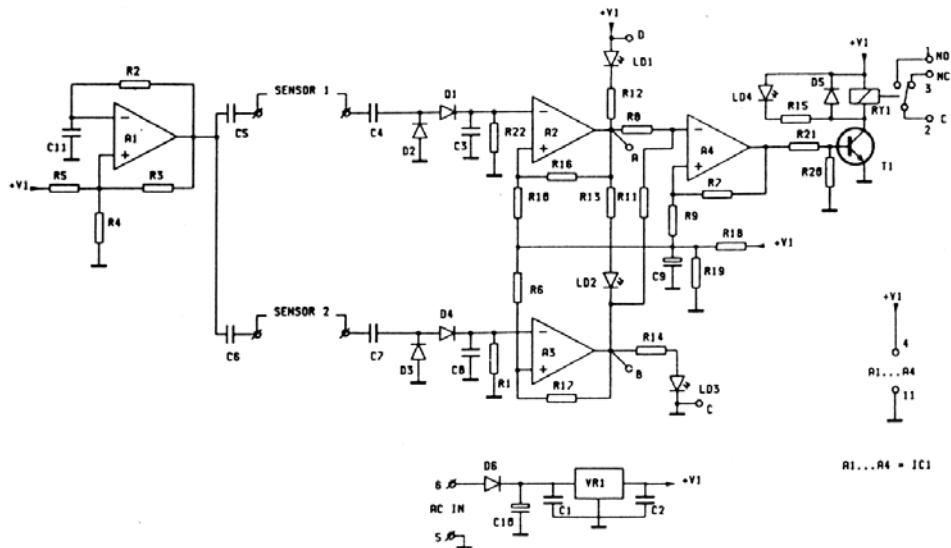 +V1
D
LD1
R12
+V1
1
NO
NC
3
C
2
LD4
D5
R15
RY1
R2
A1
C11
C5
SENSOR 1
C4
D1
D2
C3
R22
A2
R8
A
A4
R21
R20
T1
+V1
R5
R3
R4
R16
R10
R13
R11
R7
R9
R18
+V1
C9
R19
R6
LD2
+V1
4
A1...A4
11
C6
SENSOR 2
C7
D4
D3
C8
R1
A3
R17
B
R14
LD3
C
A1...A4 = IC1
6
D6
VR1
+V1
AC IN
C10
C1
C2
5